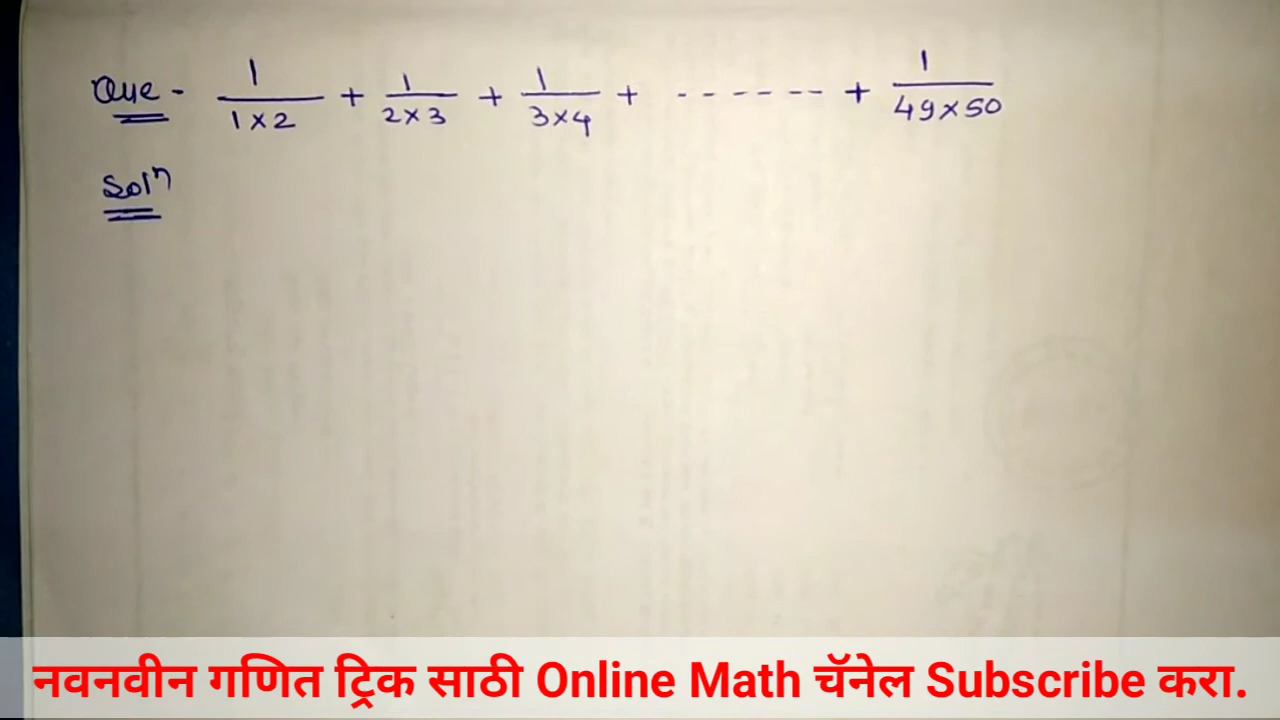 Que - 1/(1×2) + 1/(2×3) + 1/(3×4) + ------ + 1/(49×50)
Solⁿ
नवनवीन गणित ट्रिक साठी Online Math चॅनेल Subscribe करा.